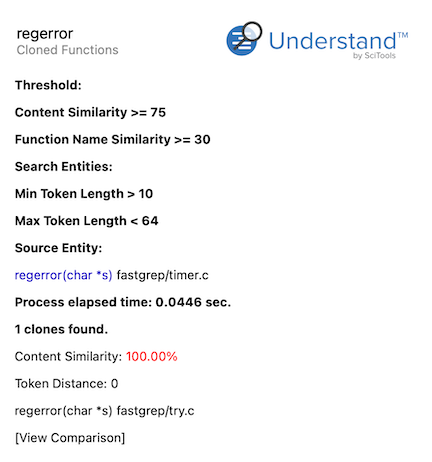 regerror
Cloned Functions
Understand™
by SciTools
Threshold:
Content Similarity >= 75
Function Name Similarity >= 30
Search Entities:
Min Token Length > 10
Max Token Length < 64
Source Entity:
regerror(char *s) fastgrep/timer.c
Process elapsed time: 0.0446 sec.
1 clones found.
Content Similarity: 100.00%
Token Distance: 0
regerror(char *s) fastgrep/try.c
[View Comparison]